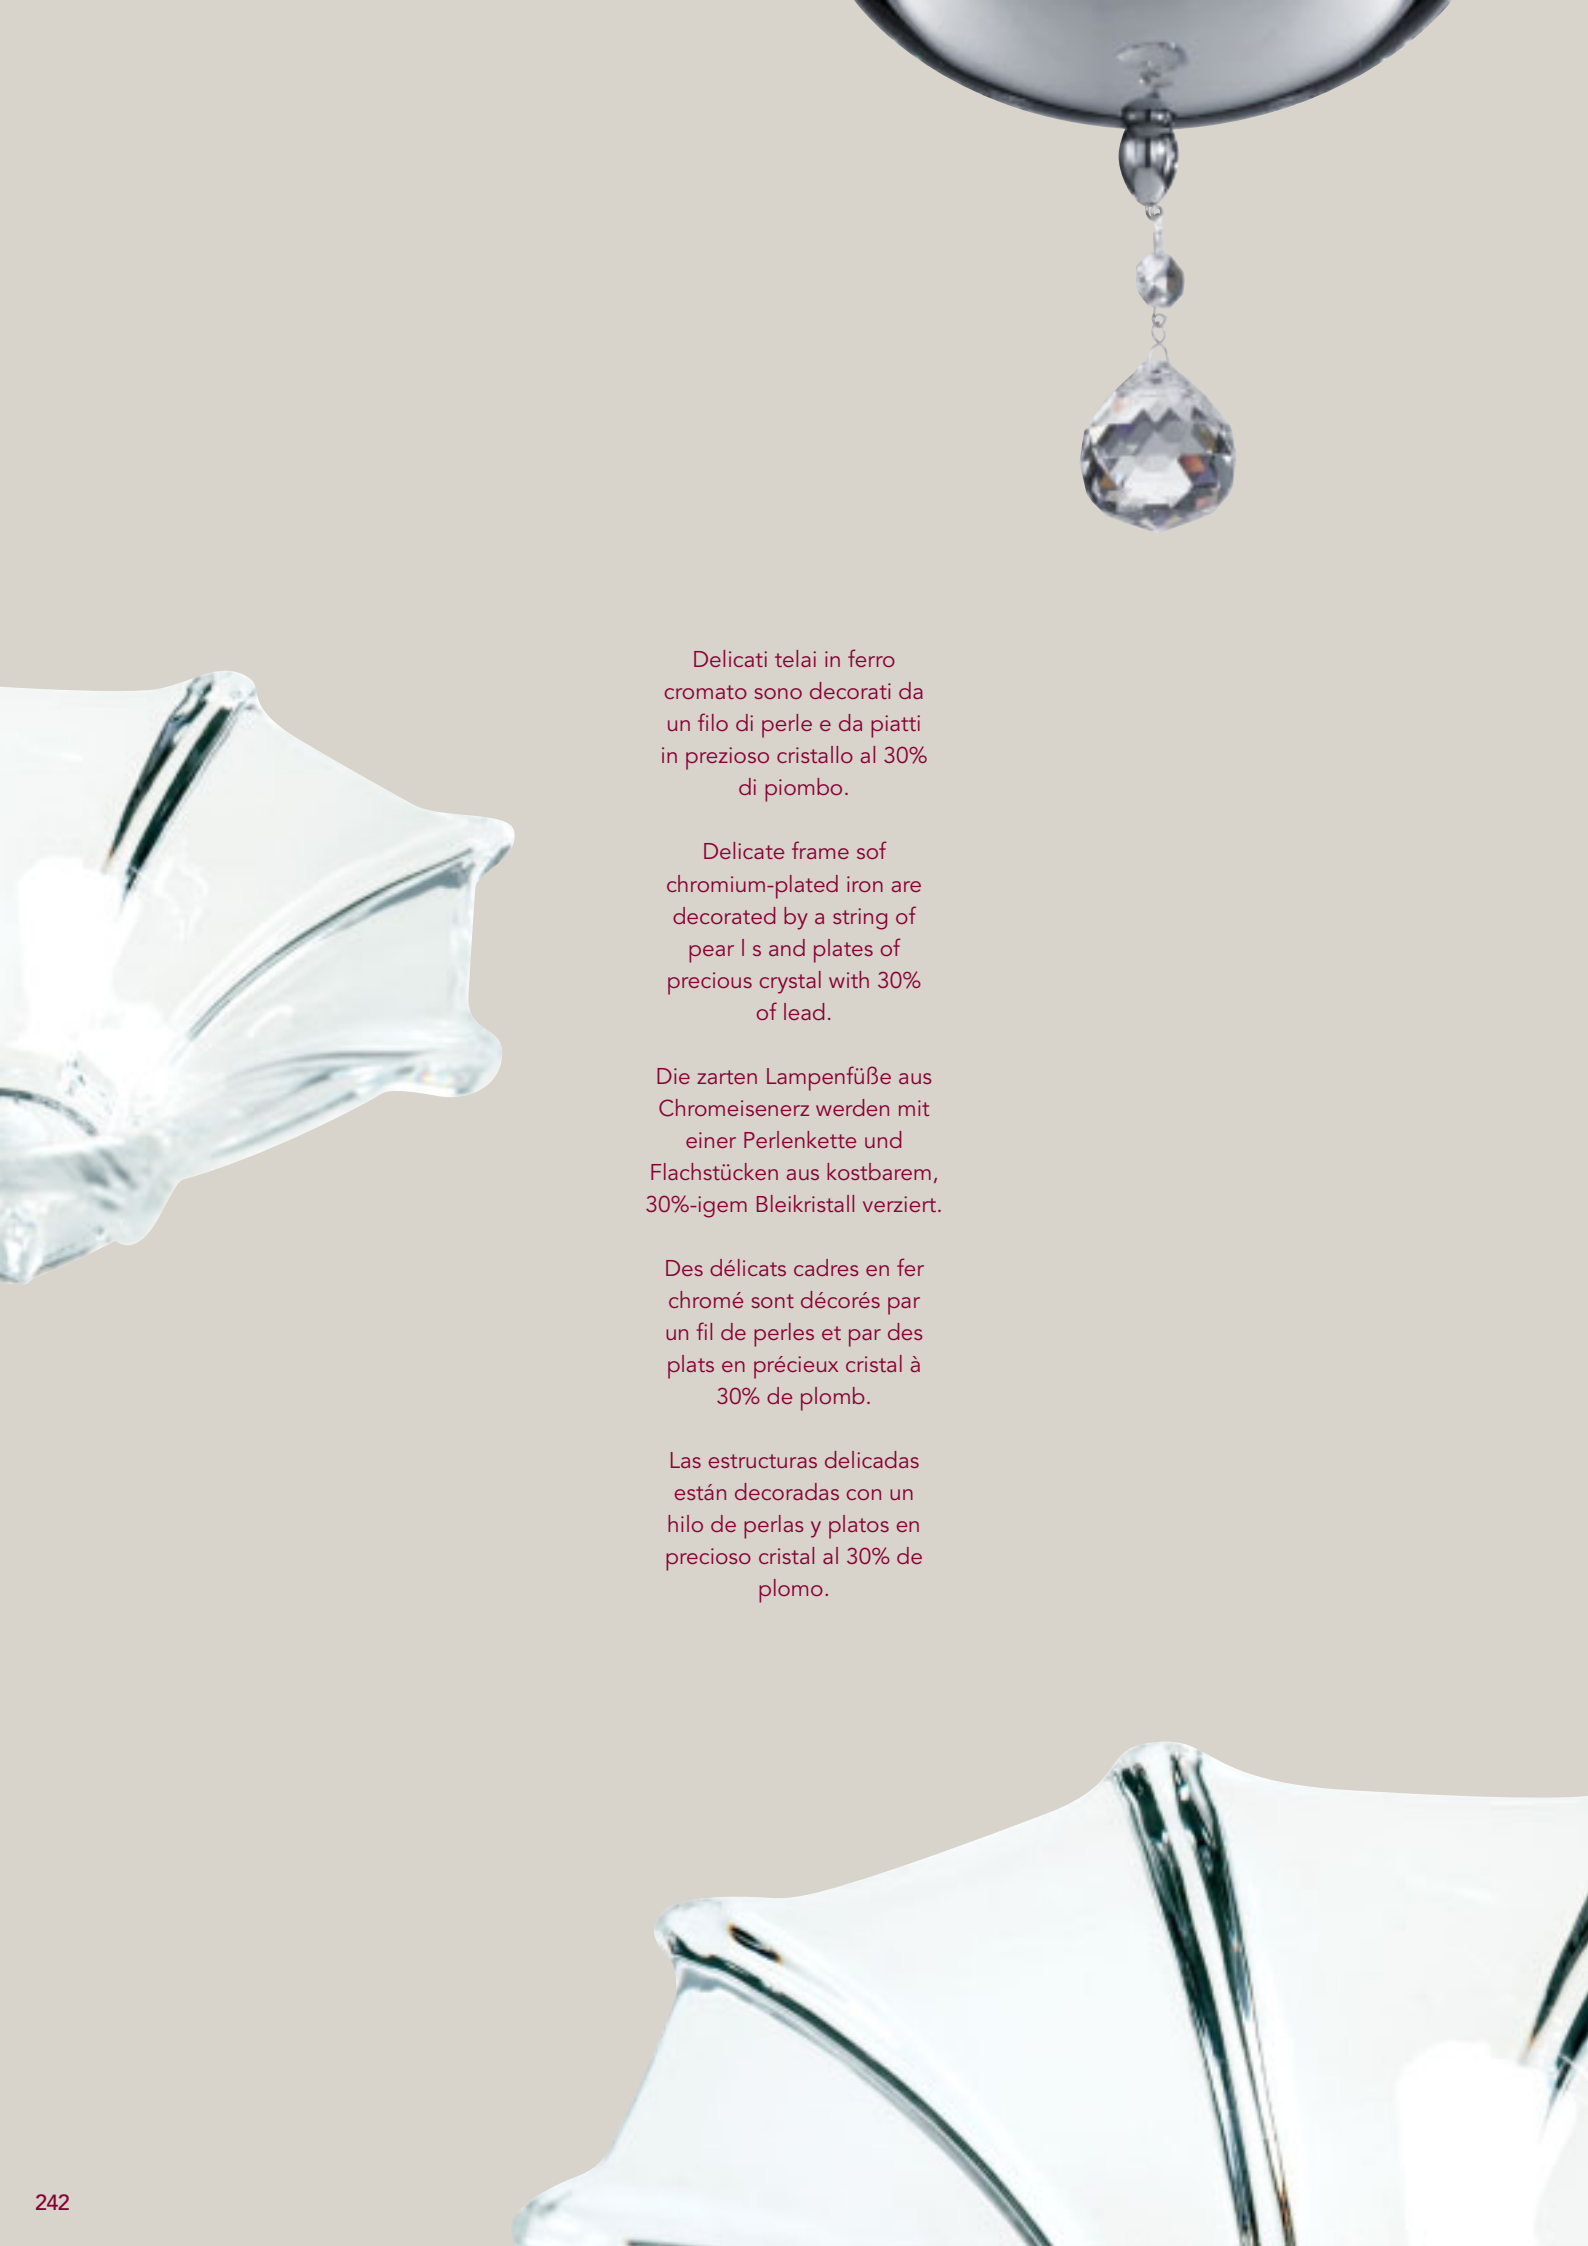 Delicati telai in ferro
cromato sono decorati da
un filo di perle e da piatti
in prezioso cristallo al 30%
di piombo.
Delicate frame sof
chromium-plated iron are
decorated by a string of
pear l s and plates of
precious crystal with 30%
of lead.
Die zarten Lampenfüße aus
Chromeisenerz werden mit
einer Perlenkette und
Flachstücken aus kostbarem,
30%-igem Bleikristall verziert.
Des délicats cadres en fer
chromé sont décorés par
un fil de perles et par des
plats en précieux cristal à
30% de plomb.
Las estructuras delicadas
están decoradas con un
hilo de perlas y platos en
precioso cristal al 30% de
plomo.
242